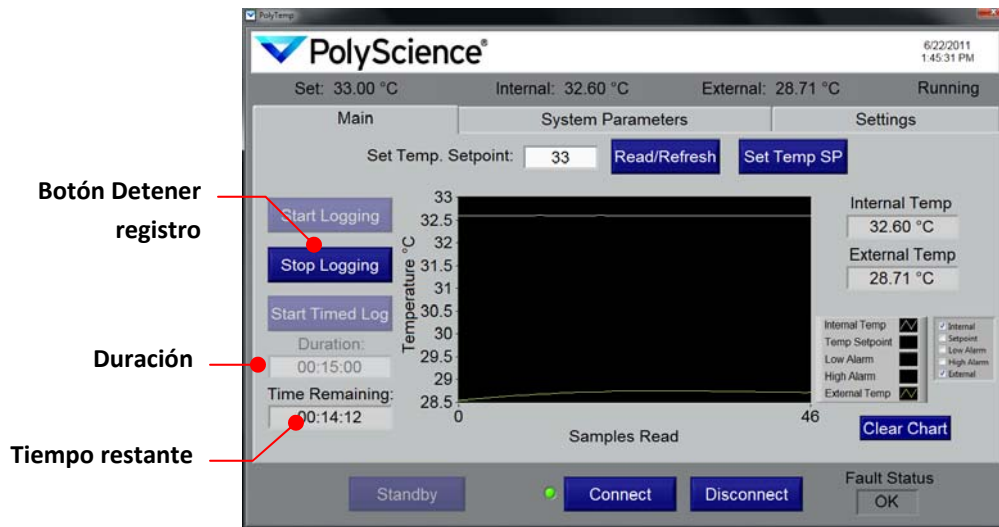 PolyTemp
PolyScience®
6/22/2011
1:45:31 PM
Set: 33.00 °C Internal: 32.60 °C External: 28.71 °C Running
Main System Parameters Settings
Set Temp. Setpoint: 33 Read/Refresh Set Temp SP
Botón Detener
registro
Start Logging
Stop Logging
Start Timed Log
Duration:
00:15:00
Duración
Time Remaining:
00:14:12
Tiempo restante
Temperature °C
33
32.5
32
31.5
31
30.5
30
29.5
29
28.5
0 46
Samples Read
Internal Temp
32.60 °C
External Temp
28.71 °C
Internal Temp
Temp Setpoint
Low Alarm
High Alarm
External Temp
Internal
Setpoint
Low Alarm
High Alarm
External
Clear Chart
Standby Connect Disconnect
Fault Status
OK